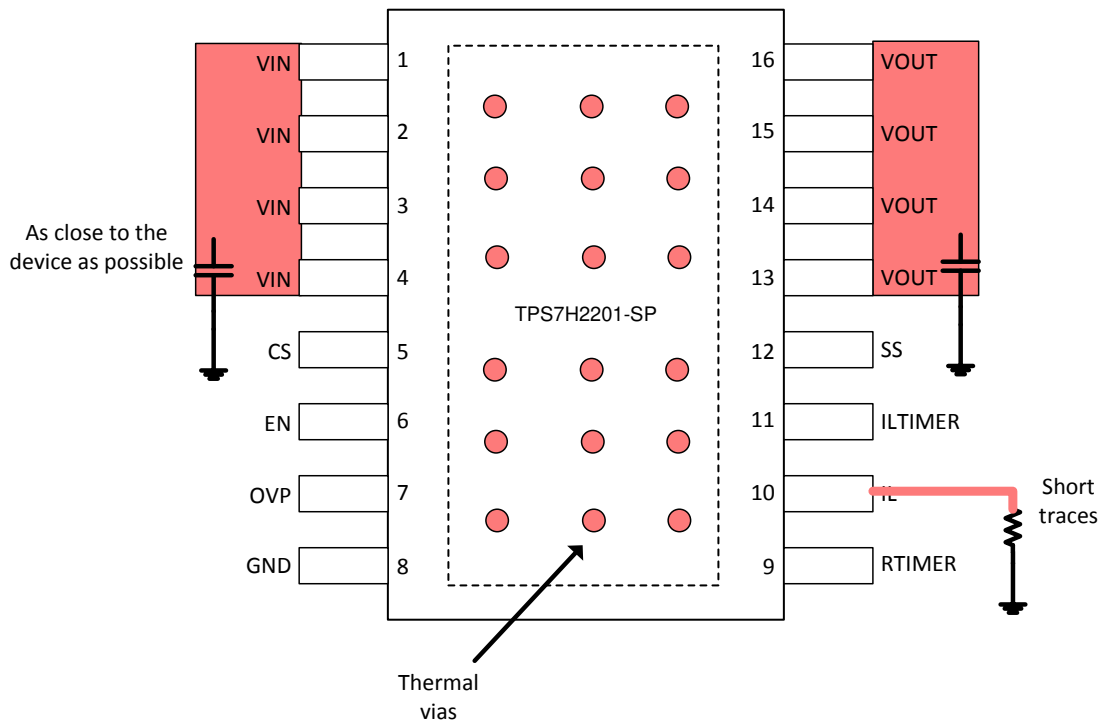 VIN 1 16 VOUT
VIN 2 15 VOUT
VIN 3 14 VOUT
As close to the
device as possible
VIN 4 13 VOUT
TPS7H2201-SP
CS 5 12 SS
EN 6 11 ILTIMER
OVP 7 10 IL
Short
traces
GND 8 9 RTIMER
Thermal
vias